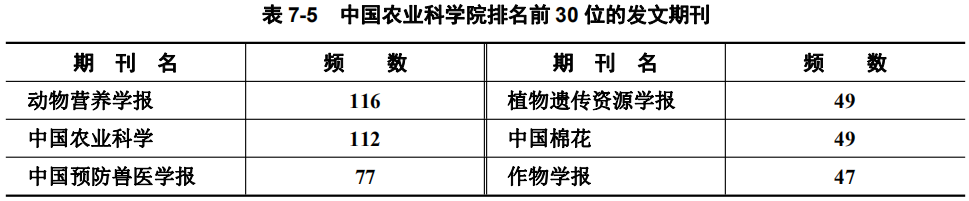 表 7-5 中国农业科学院排名前 30 位的发文期刊
期 刊 名 频 数 期 刊 名 频 数
动物营养学报 116 植物遗传资源学报 49
中国农业科学 112 中国棉花 49
中国预防兽医学报 77 作物学报 47